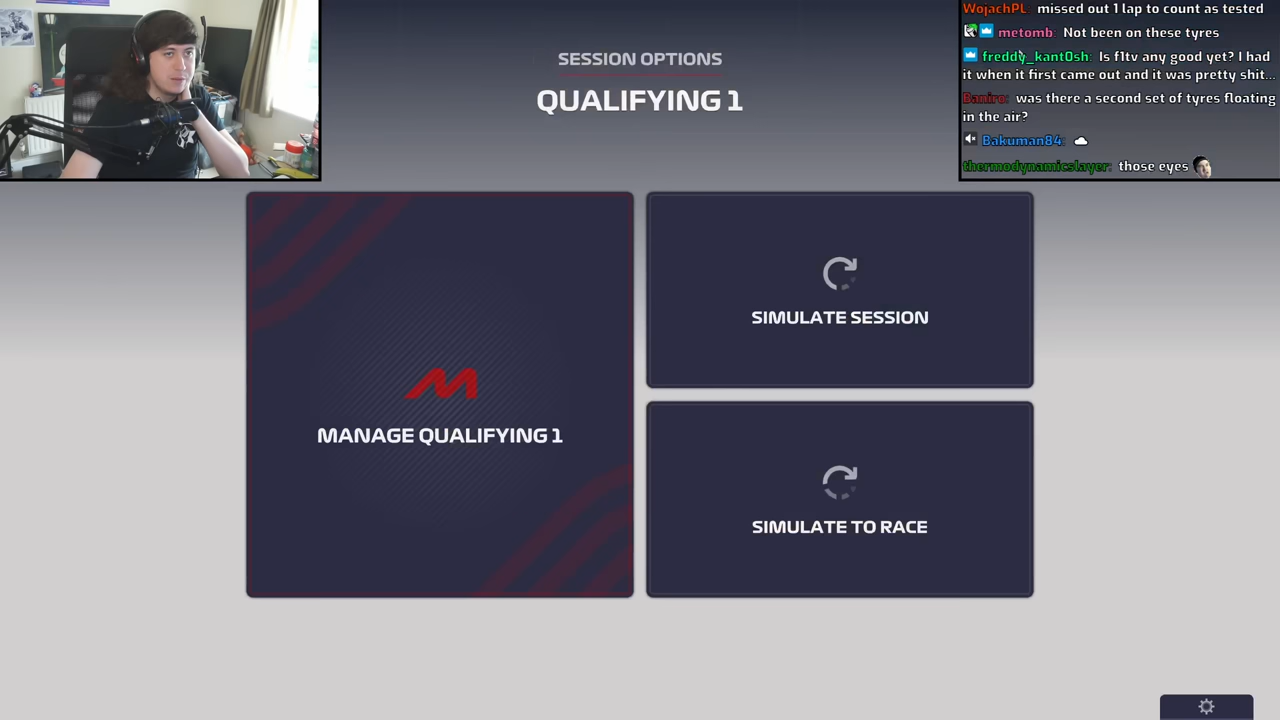 SESSION OPTIONS
QUALIFYING 1
WojachPL: missed out 1 lap to count as tested
metomb: Not been on these tyres
freddy_kant0sh: Is f1tv any good yet? I had
it when it first came out and it was pretty shit...
Baniro: was there a second set of tyres floating
in the air?
Bakuman84:
thermodynamicslayer: those eyes
MANAGE QUALIFYING 1
SIMULATE SESSION
SIMULATE TO RACE